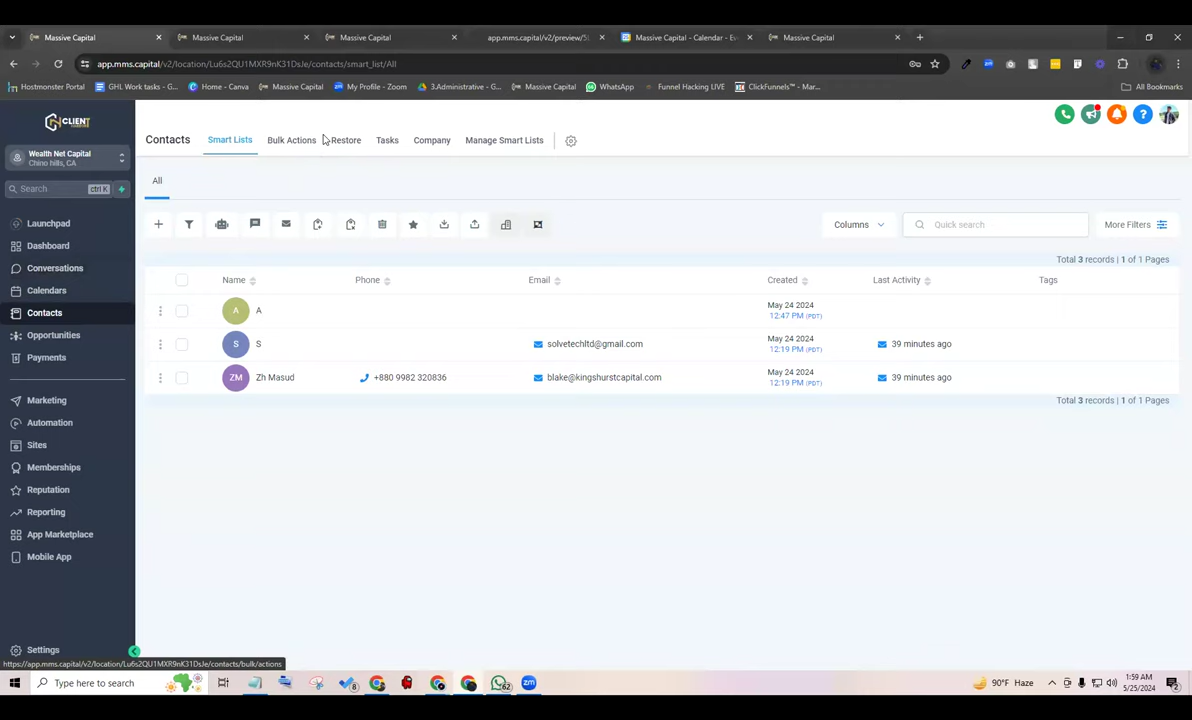 Massive Capital
Massive Capital
Massive Capital
app.mms.capital/v2/preview/5l
Massive Capital - Calendar - Ev
Massive Capital
app.mms.capital/v2/location/Lu6s2QU1MXR9nK31DsJe/contacts/smart_list/All
Hostmonster Portal
GHL Work tasks - G...
Home - Canva
Massive Capital
My Profile - Zoom
3.Administrative - G...
Massive Capital
WhatsApp
Funnel Hacking LIVE
ClickFunnels™ - Mar...
All Bookmarks
CLIENT
Contacts
Smart Lists
Bulk Actions
Restore
Tasks
Company
Manage Smart Lists
Wealth Net Capital
Chino hills, CA
Search
ctrl K
All
Launchpad
Dashboard
Conversations
Calendars
Contacts
Opportunities
Payments
Marketing
Automation
Sites
Memberships
Reputation
Reporting
App Marketplace
Mobile App
Settings
Columns
Quick search
More Filters
Total 3 records | 1 of 1 Pages
Name
Phone
Email
Created
Last Activity
Tags
A
A
May 24 2024
12:47 PM (PDT)
S
S
solvetechltd@gmail.com
May 24 2024
12:19 PM (PDT)
39 minutes ago
ZM
Zh Masud
+880 9982 320836
blake@kingshurstcapital.com
May 24 2024
12:19 PM (PDT)
39 minutes ago
Total 3 records | 1 of 1 Pages
https://app.mms.capital/v2/location/Lu6s2QU1MXR9nK31DsJe/contacts/bulk/actions
Type here to search
8
62
zm
90°F Haze
1:59 AM
5/25/2024
2